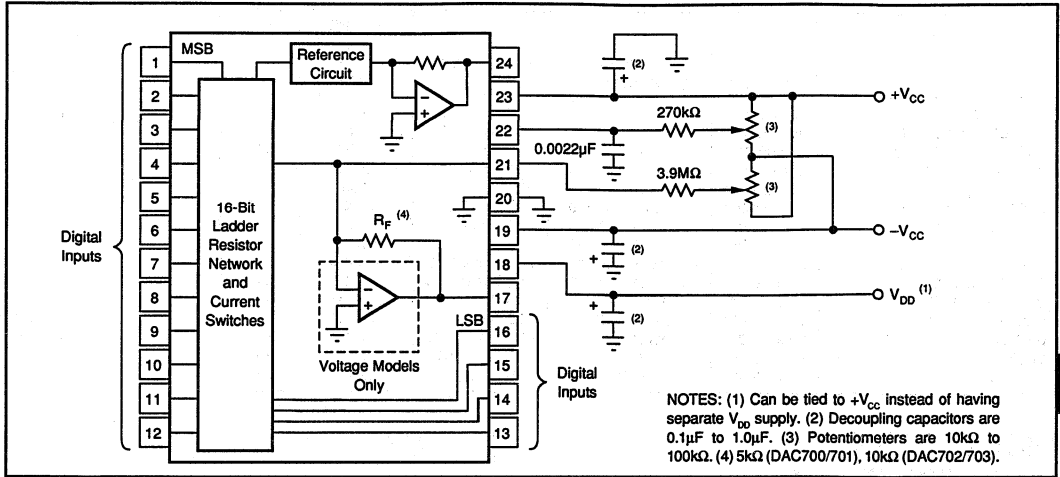 MSB
1
2
3
4
5
6
7
8
9
10
11
12
Digital
Inputs
16-Bit
Ladder
Resistor
Network
and
Current
Switches
Reference
Circuit
−
+
R_F (4)
−
+
Voltage Models
Only
LSB
24
23
22
21
20
19
18
17
16
15
14
13
Digital
Inputs
(2)
+
+V_CC
270kΩ
(3)
0.0022µF
3.9MΩ
(3)
−V_CC
+
(2)
V_DD (1)
+
(2)
NOTES: (1) Can be tied to +V_CC instead of having
separate V_DD supply. (2) Decoupling capacitors are
0.1µF to 1.0µF. (3) Potentiometers are 10kΩ to
100kΩ. (4) 5kΩ (DAC700/701), 10kΩ (DAC702/703).